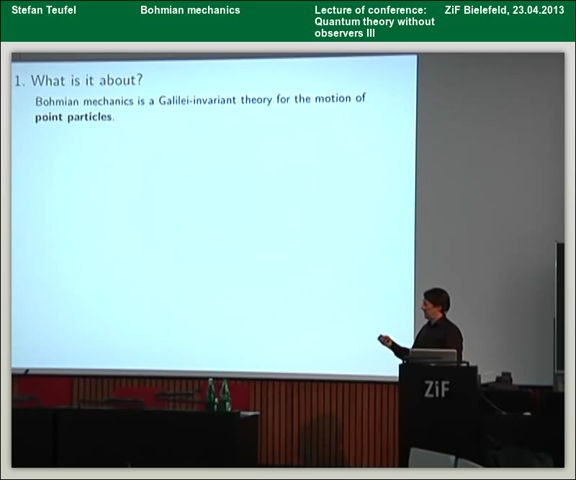 Stefan Teufel
Bohmian mechanics
Lecture of conference:
Quantum theory without
observers III
ZiF Bielefeld, 23.04.2013
1. What is it about?
Bohmian mechanics is a Galilei-invariant theory for the motion of
point particles.
ZiF